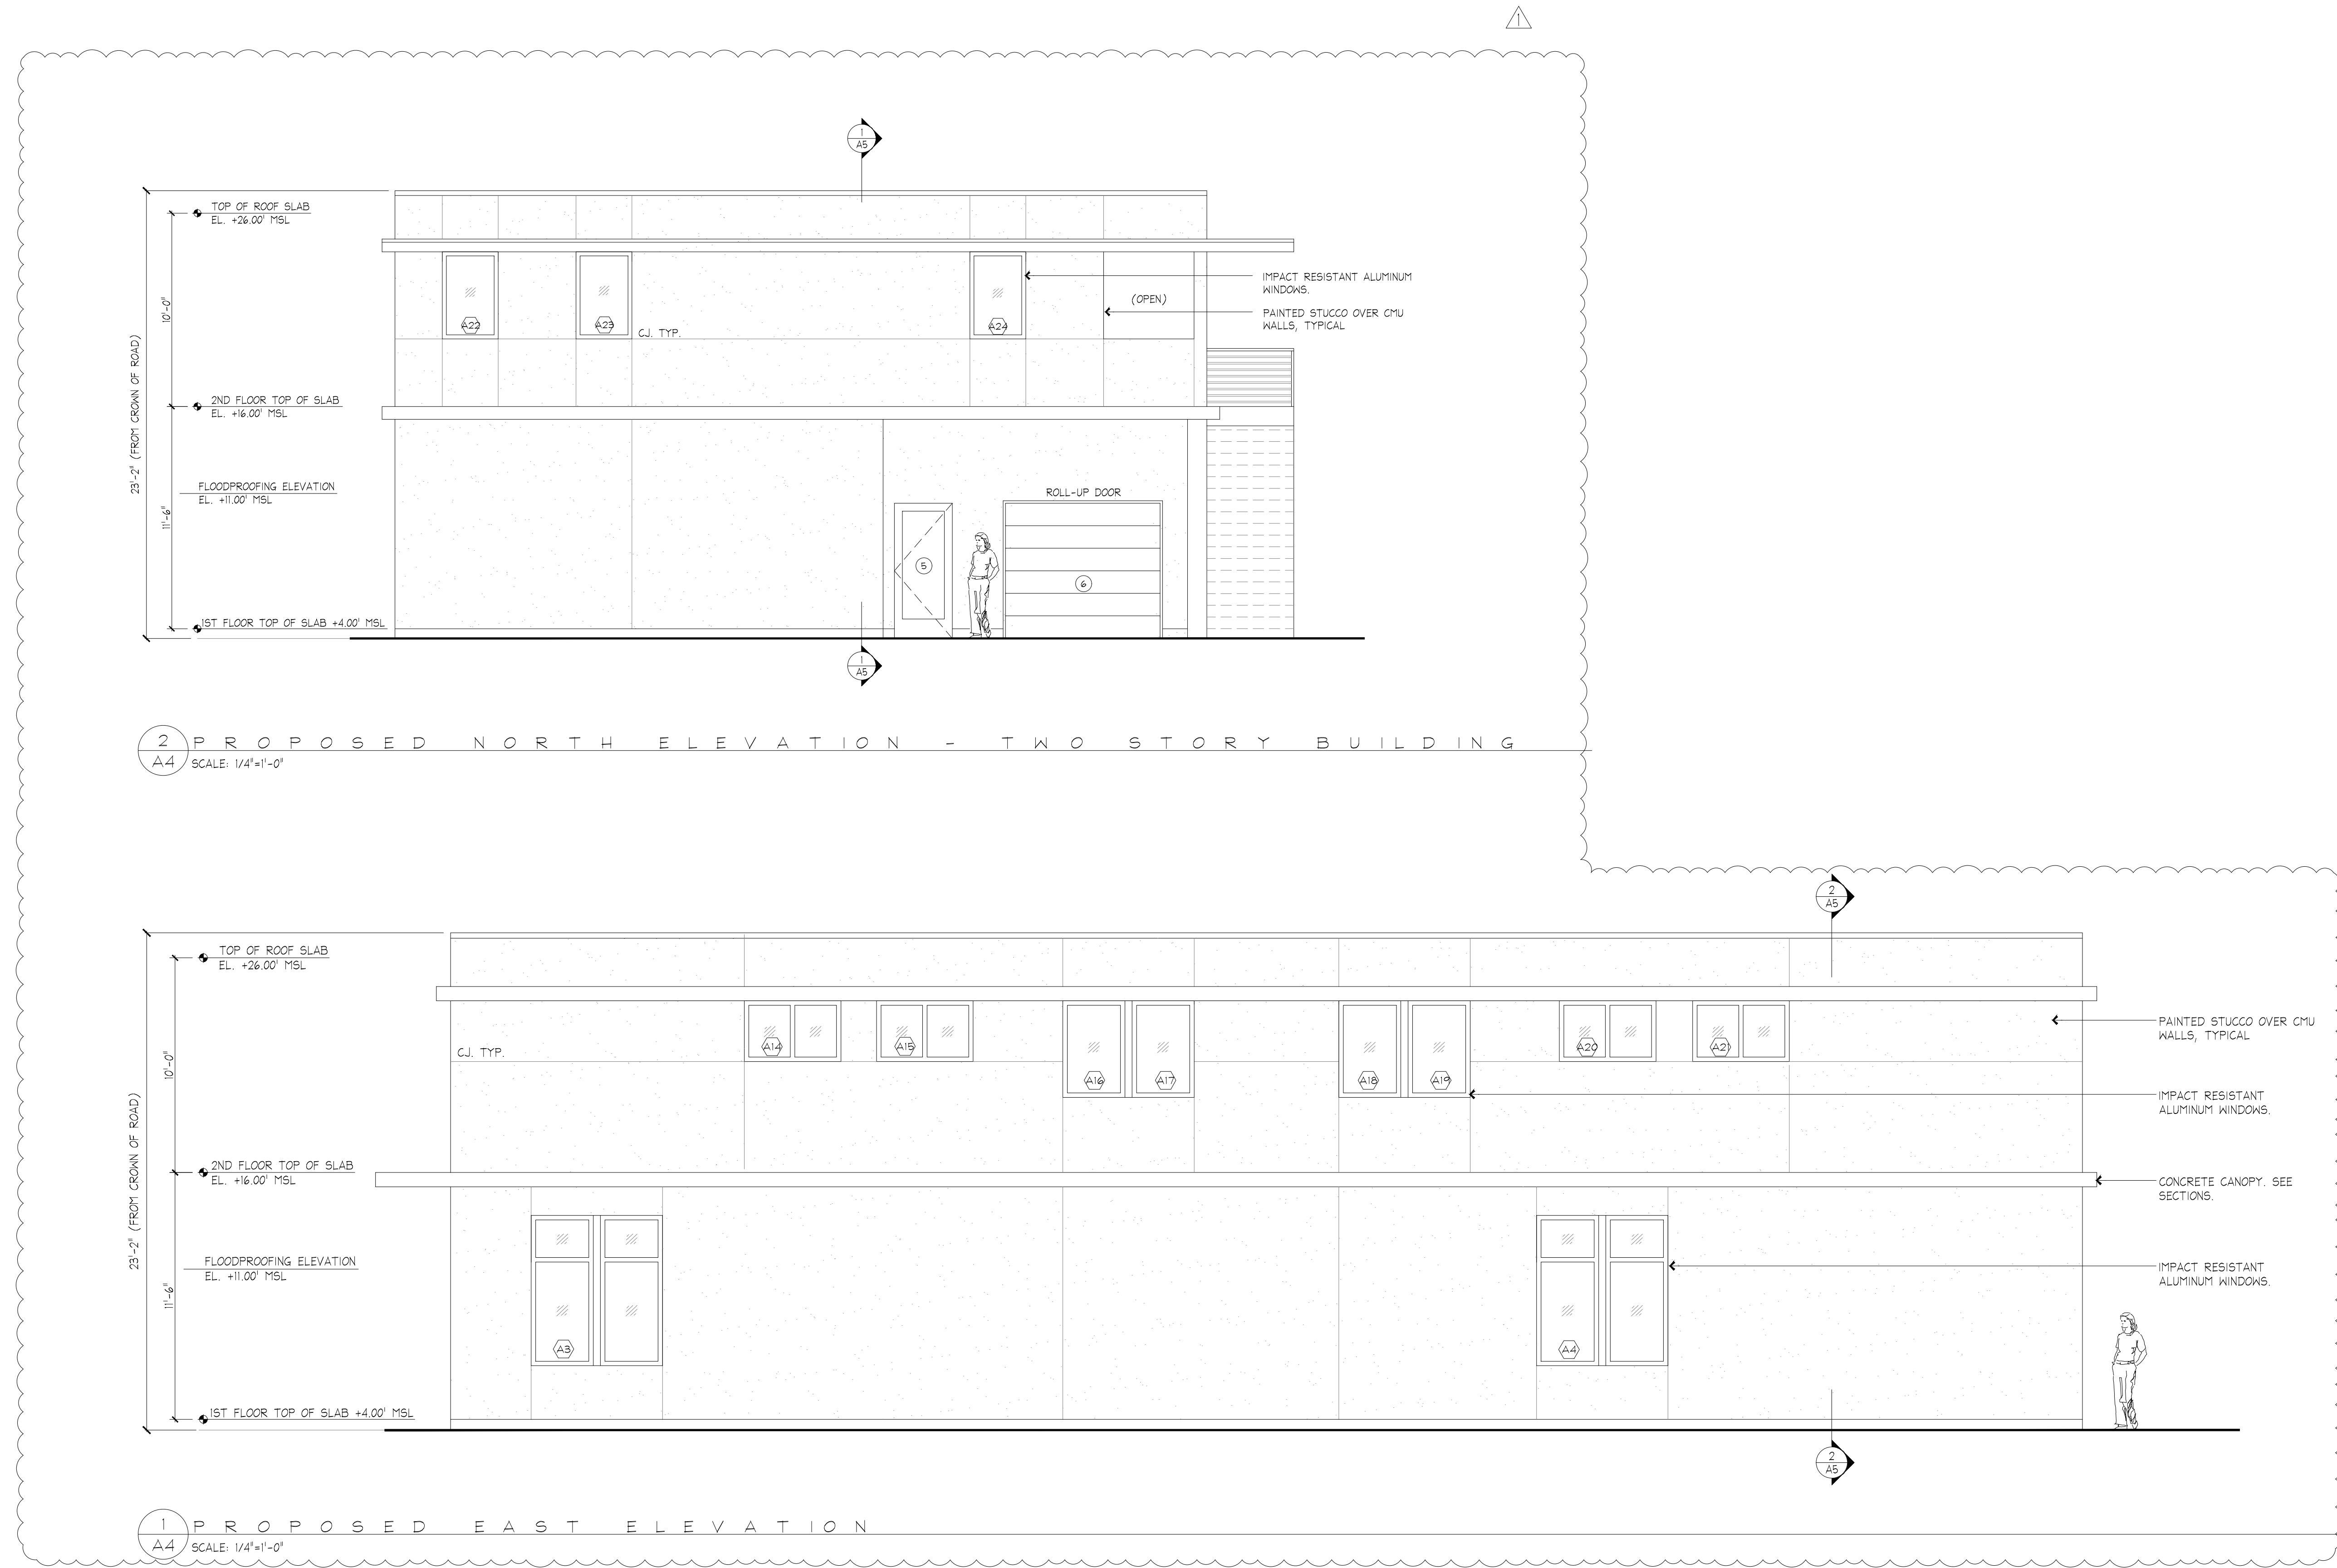 1
1
A5
TOP OF ROOF SLAB
EL. +26.00' MSL
IMPACT RESISTANT ALUMINUM
WINDOWS.
(OPEN)
PAINTED STUCCO OVER CMU
WALLS, TYPICAL
A22
A23
A24
CJ. TYP.
10'-0"
23'-2" (FROM CROWN OF ROAD)
2ND FLOOR TOP OF SLAB
EL. +16.00' MSL
FLOODPROOFING ELEVATION
EL. +11.00' MSL
11'-6"
ROLL-UP DOOR
5
6
1ST FLOOR TOP OF SLAB +4.00' MSL
1
A5
2
A4
PROPOSED NORTH ELEVATION - TWO STORY BUILDING
SCALE: 1/4"=1'-0"
2
A5
TOP OF ROOF SLAB
EL. +26.00' MSL
PAINTED STUCCO OVER CMU
WALLS, TYPICAL
CJ. TYP.
A14
A15
A16
A17
A18
A19
A20
A21
10'-0"
IMPACT RESISTANT
ALUMINUM WINDOWS.
23'-2" (FROM CROWN OF ROAD)
2ND FLOOR TOP OF SLAB
EL. +16.00' MSL
CONCRETE CANOPY. SEE
SECTIONS.
FLOODPROOFING ELEVATION
EL. +11.00' MSL
IMPACT RESISTANT
ALUMINUM WINDOWS.
11'-6"
A3
A4
1ST FLOOR TOP OF SLAB +4.00' MSL
2
A5
1
A4
PROPOSED EAST ELEVATION
SCALE: 1/4"=1'-0"